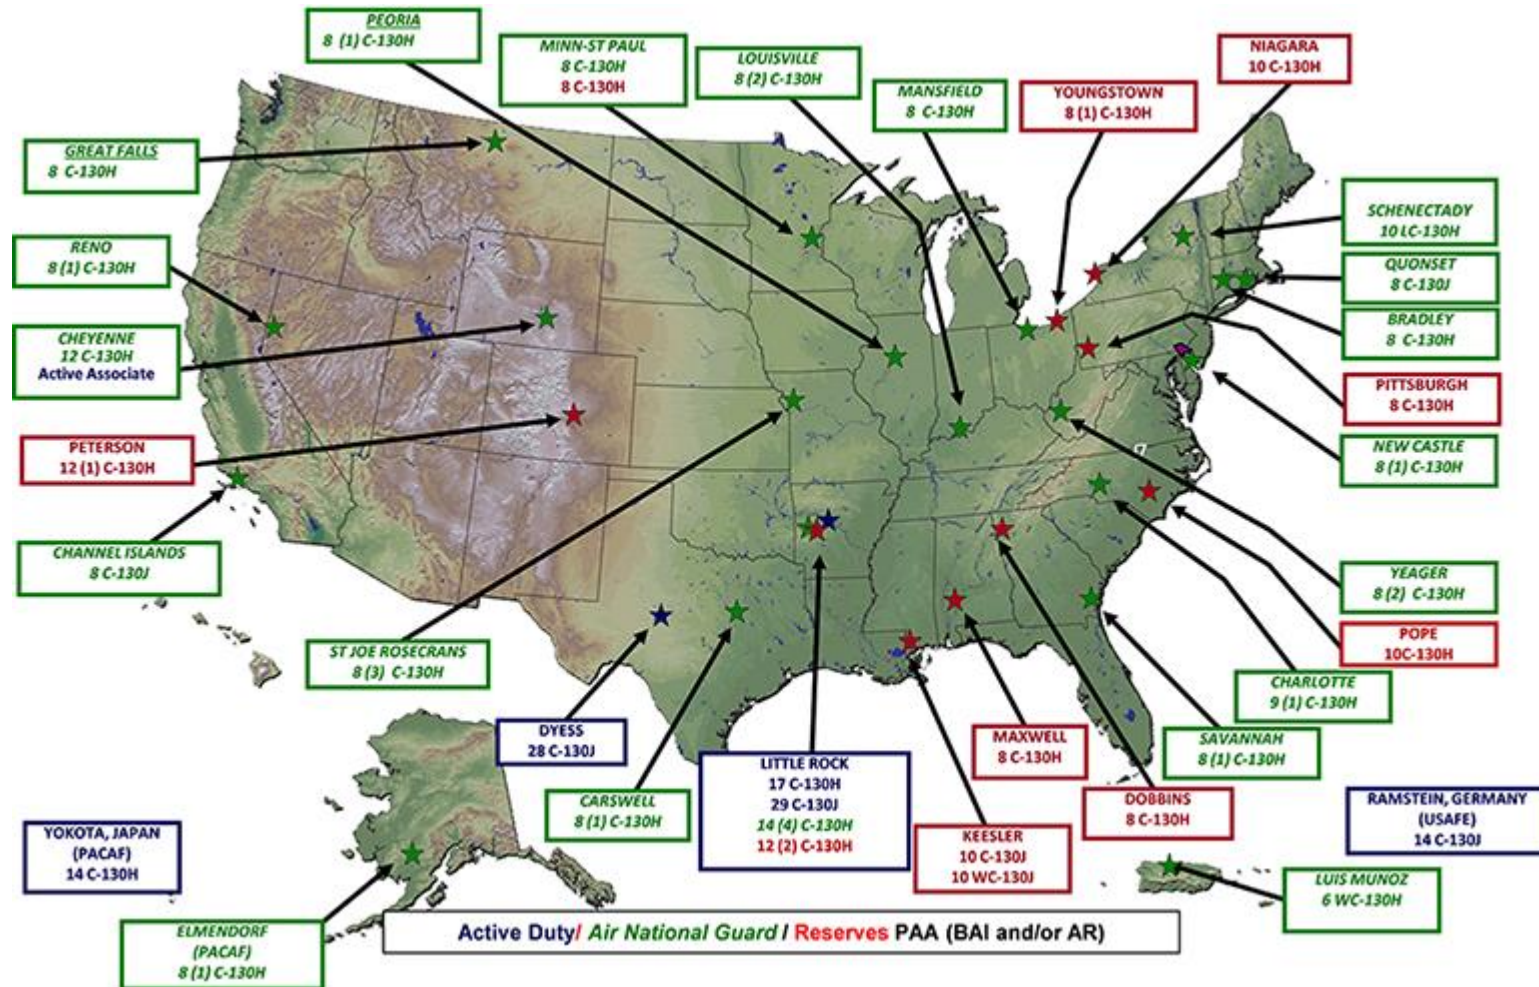 PEORIA
8 (1) C-130H
MINN-ST PAUL
8 C-130H
8 C-130H
LOUISVILLE
8 (2) C-130H
MANSFIELD
8 C-130H
YOUNGSTOWN
8 (1) C-130H
NIAGARA
10 C-130H
GREAT FALLS
8 C-130H
SCHENECTADY
10 LC-130H
RENO
8 (1) C-130H
QUONSET
8 C-130J
CHEYENNE
12 C-130H
Active Associate
BRADLEY
8 C-130H
PITTSBURGH
8 C-130H
PETERSON
12 (1) C-130H
NEW CASTLE
8 (1) C-130H
CHANNEL ISLANDS
8 C-130J
YEAGER
8 (2) C-130H
ST JOE ROSECRANS
8 (3) C-130H
POPE
10C-130H
CHARLOTTE
9 (1) C-130H
DYESS
28 C-130J
MAXWELL
8 C-130H
SAVANNAH
8 (1) C-130H
LITTLE ROCK
17 C-130H
29 C-130J
14 (4) C-130H
12 (2) C-130H
CARSWELL
8 (1) C-130H
DOBBINS
8 C-130H
RAMSTEIN, GERMANY
(USAFE)
14 C-130J
YOKOTA, JAPAN
(PACAF)
14 C-130H
KEESLER
10 C-130J
10 WC-130J
LUIS MUNOZ
6 WC-130H
ELMENDORF
(PACAF)
8 (1) C-130H
Active Duty/ Air National Guard / Reserves PAA (BAI and/or AR)